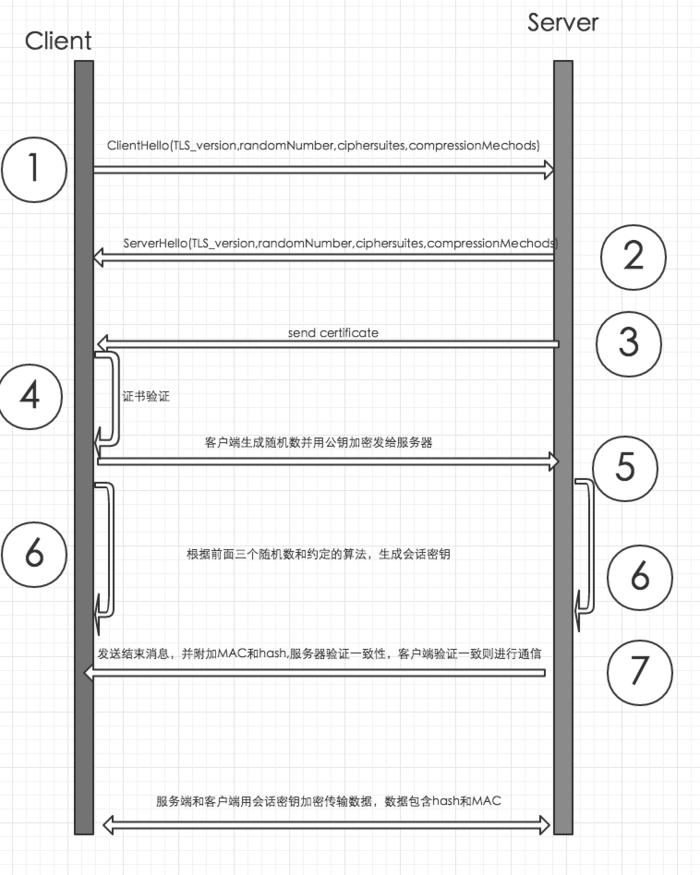 Client
Server
ClientHello(TLS_version,randomNumber,ciphersuites,compressionMechods)
1
ServerHello(TLS_version,randomNumber,ciphersuites,compressionMechods)
2
send certificate
3
4
证书验证
客户端生成随机数并用公钥加密发给服务器
5
6
根据前面三个随机数和约定的算法，生成会话密钥
6
发送结束消息，并附加MAC和hash,服务器验证一致性，客户端验证一致则进行通信
7
服务端和客户端用会话密钥加密传输数据，数据包含hash和MAC